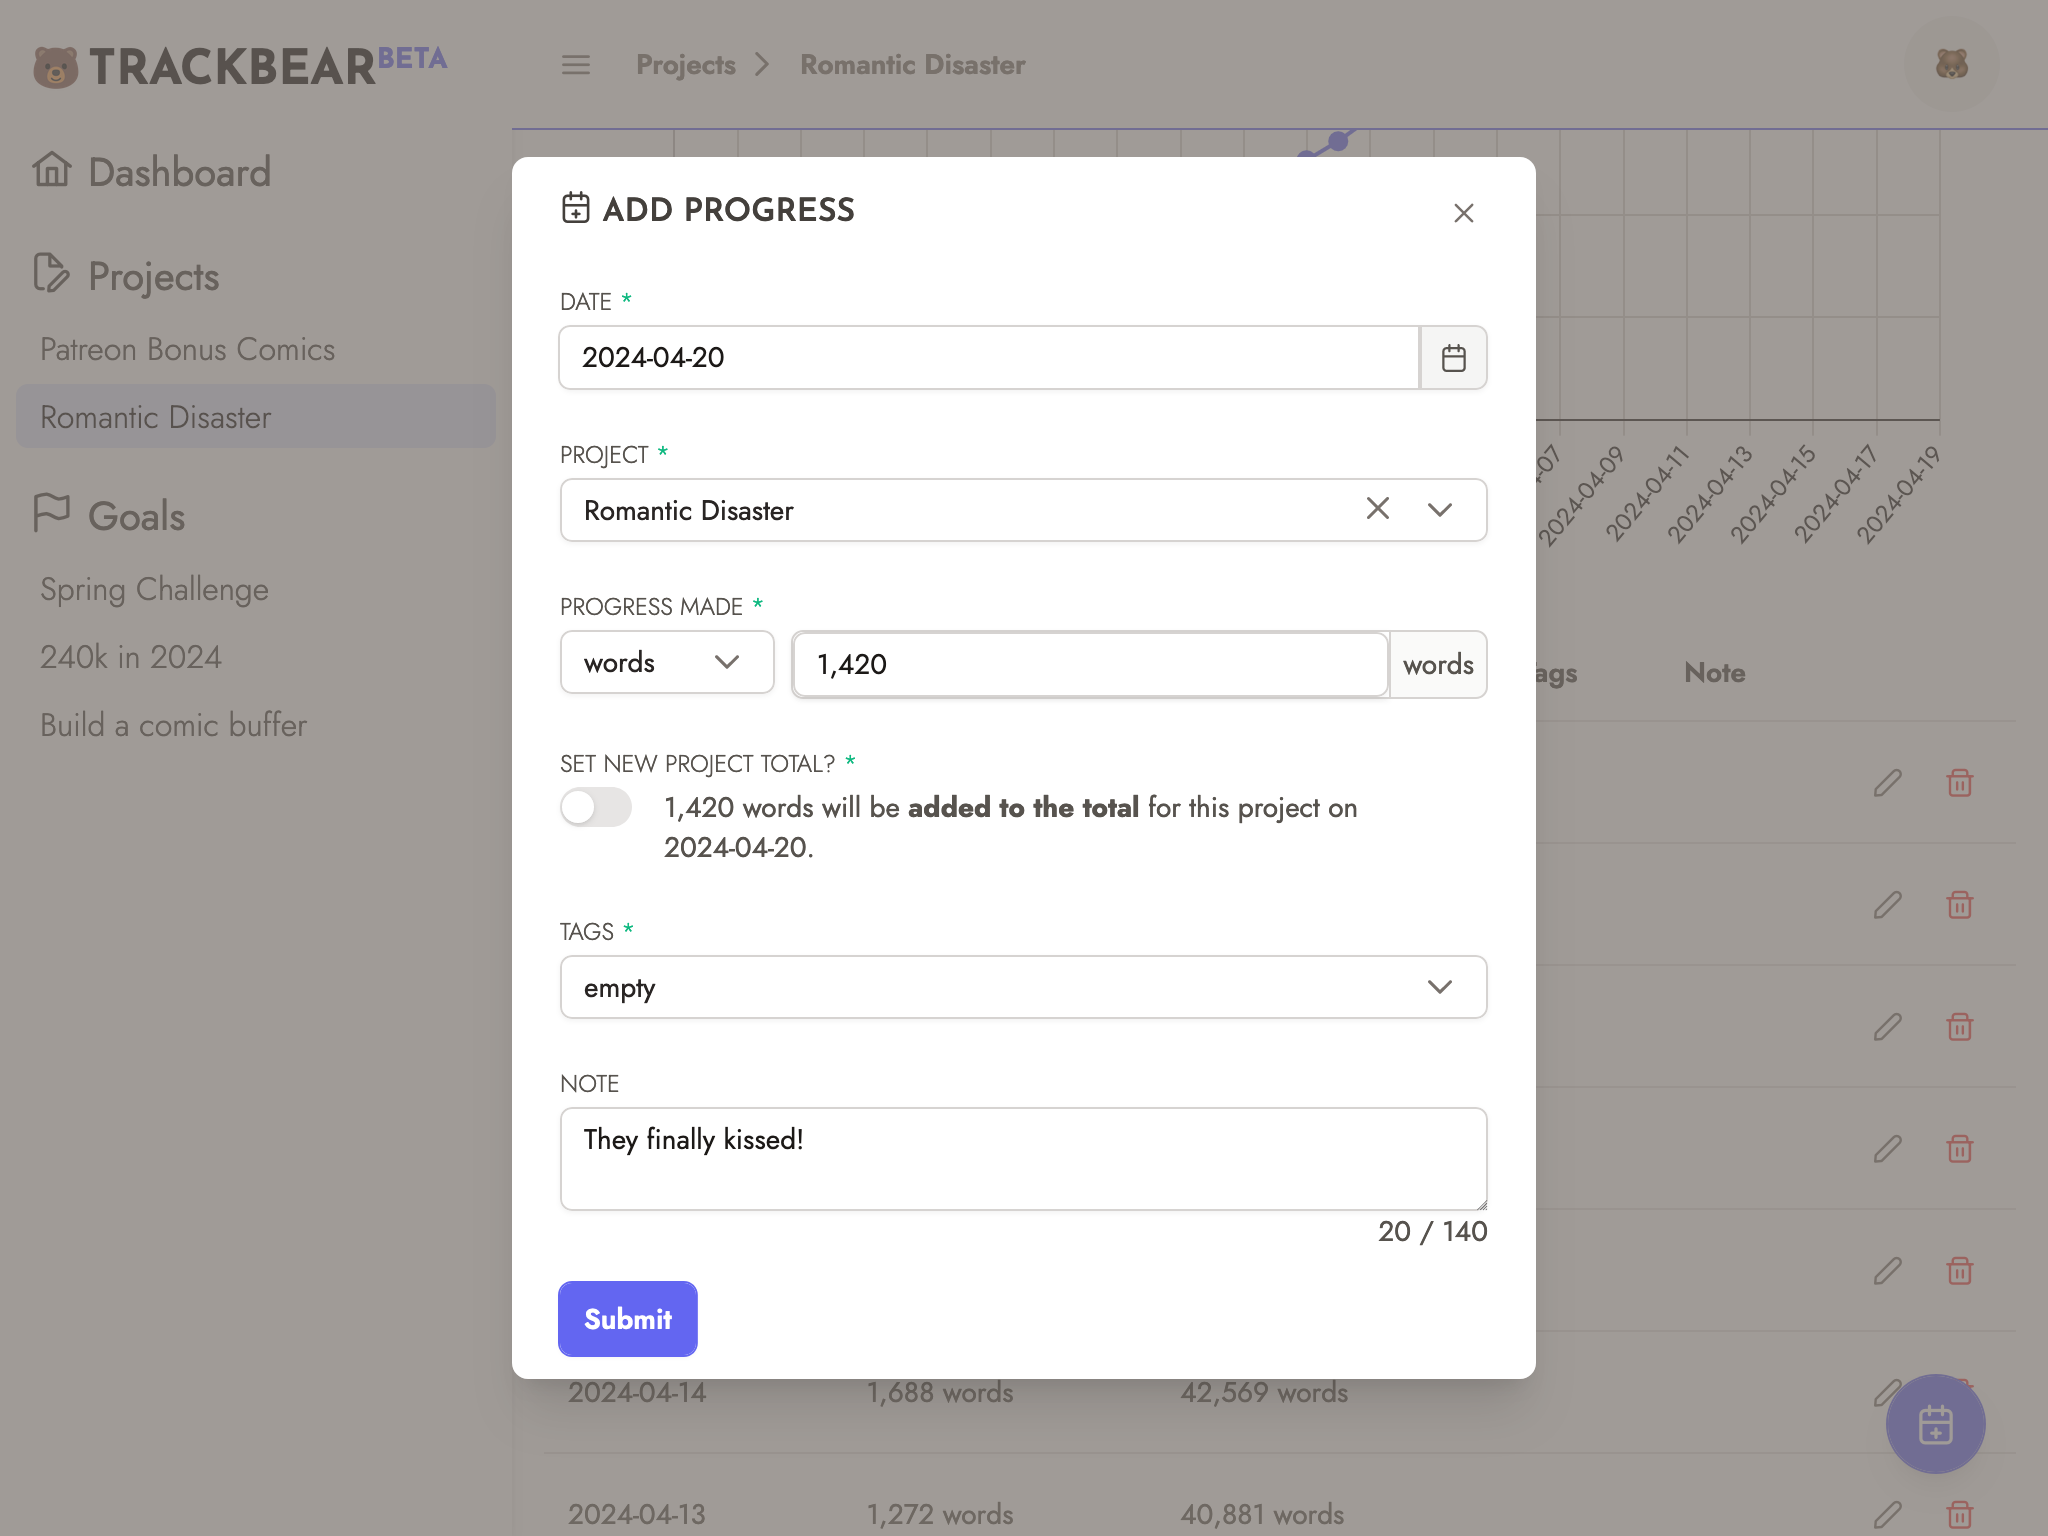 TRACKBEAR BETA
Projects
Romantic Disaster
Dashboard
Projects
Patreon Bonus Comics
Romantic Disaster
Goals
Spring Challenge
240k in 2024
Build a comic buffer
ADD PROGRESS
DATE *
2024-04-20
PROJECT *
Romantic Disaster
PROGRESS MADE *
words
1,420
words
SET NEW PROJECT TOTAL? *
1,420 words will be added to the total for this project on
2024-04-20.
TAGS *
empty
NOTE
They finally kissed!
20 / 140
Submit
2024-04-09
2024-04-11
2024-04-13
2024-04-15
2024-04-17
2024-04-19
Note
2024-04-14 1,688 words 42,569 words
2024-04-13 1,272 words 40,881 words